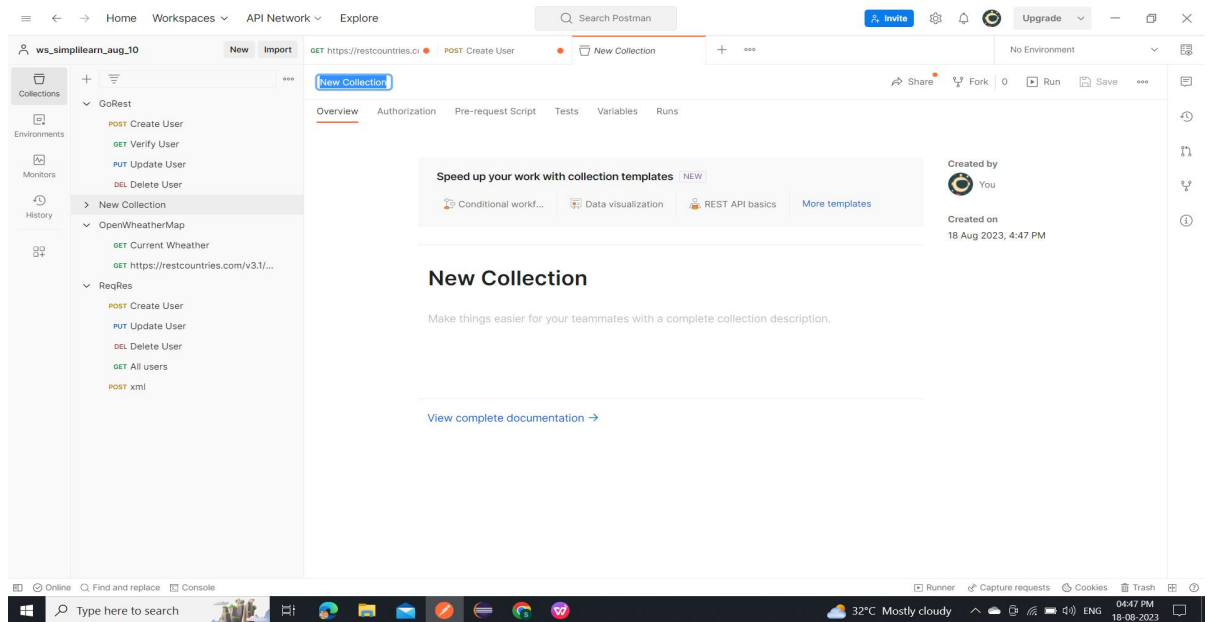 Home Workspaces API Network Explore Search Postman Invite Upgrade
ws_simplilearn_aug_10 New Import GET https://restcountries.c POST Create User New Collection No Environment
Collections
Environments
Monitors
History
GoRest
POST Create User
GET Verify User
PUT Update User
DEL Delete User
New Collection
OpenWheatherMap
GET Current Wheather
GET https://restcountries.com/v3.1/...
ReqRes
POST Create User
PUT Update User
DEL Delete User
GET All users
POST xml
New Collection Share Fork 0 Run Save
Overview Authorization Pre-request Script Tests Variables Runs
Speed up your work with collection templates NEW
Conditional workf... Data visualization REST API basics More templates
New Collection
Make things easier for your teammates with a complete collection description.
View complete documentation →
Created by
You
Created on
18 Aug 2023, 4:47 PM
Online Find and replace Console Runner Capture requests Cookies Trash
Type here to search 32°C Mostly cloudy ENG 04:47 PM
18-08-2023